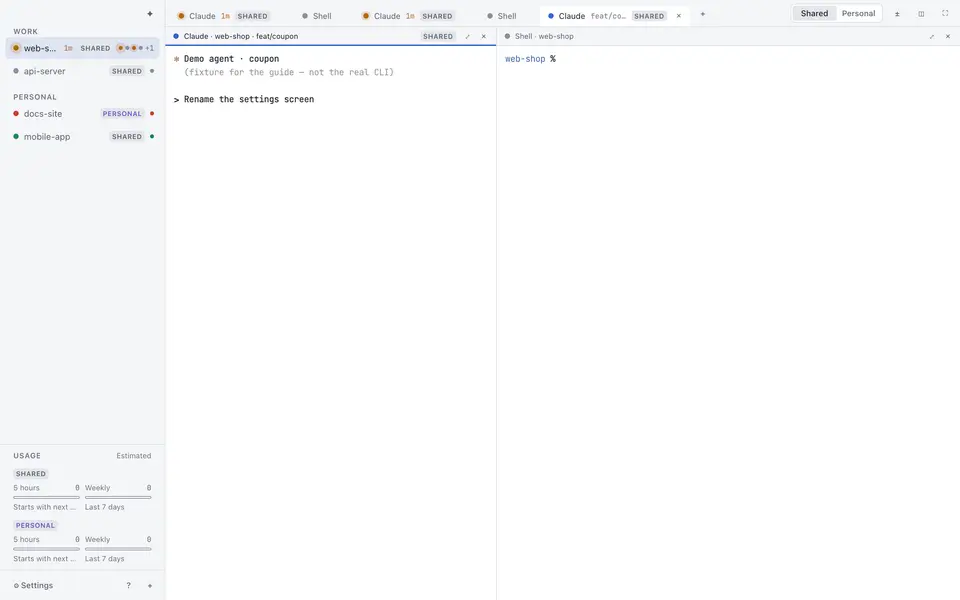 WORK
web-s... 1m SHARED +1
api-server SHARED
PERSONAL
docs-site PERSONAL
mobile-app SHARED
USAGE Estimated
SHARED
5 hours 0 Weekly 0
Starts with next ... Last 7 days
PERSONAL
5 hours 0 Weekly 0
Starts with next ... Last 7 days
Settings ? +
Claude 1m SHARED
Shell
Claude 1m SHARED
Shell
Claude feat/co... SHARED × +
Shared Personal ±
Claude · web-shop · feat/coupon SHARED ×
✻ Demo agent · coupon
(fixture for the guide — not the real CLI)
> Rename the settings screen
Shell · web-shop ×
web-shop %